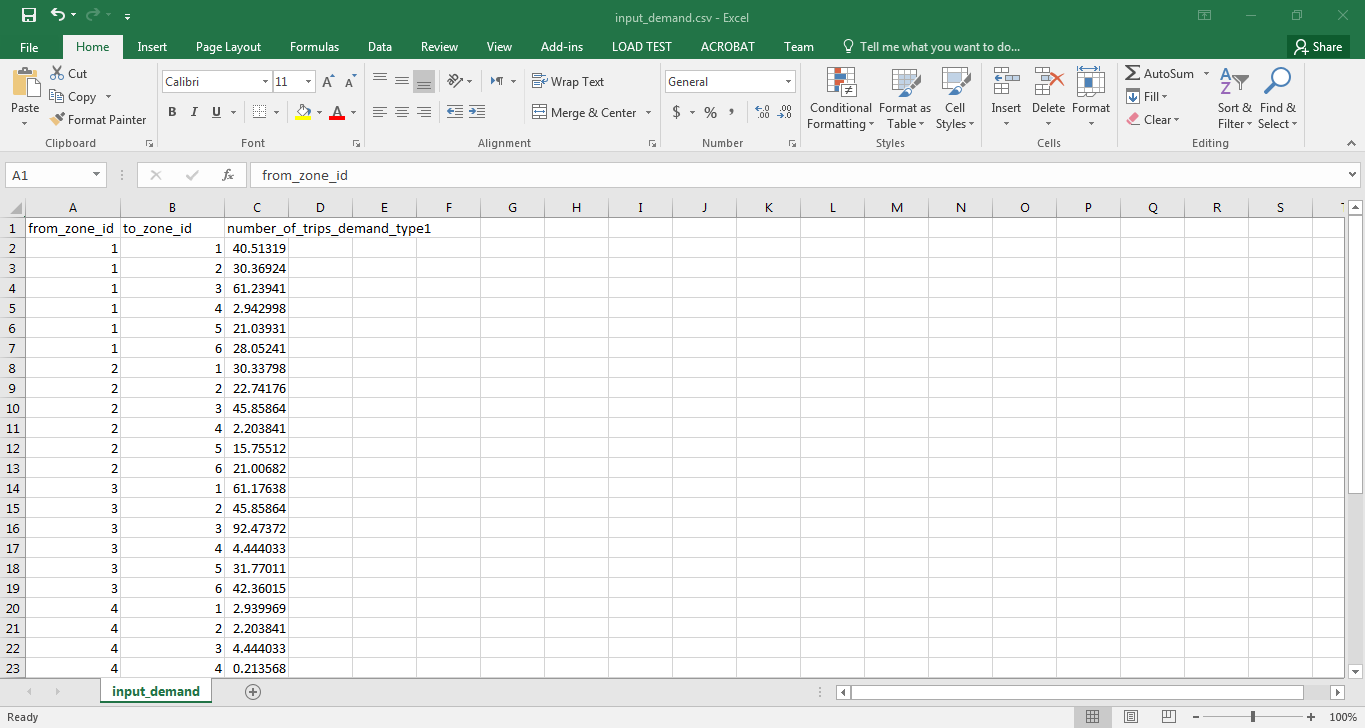 input_demand.csv - Excel
File Home Insert Page Layout Formulas Data Review View Add-ins LOAD TEST ACROBAT Team Tell me what you want to do... Share
Paste
Cut
Copy
Format Painter
Clipboard
Calibri 11
B I U
Font
Wrap Text
Merge & Center
Alignment
General
$ % ,
Number
Conditional Formatting
Format as Table
Cell Styles
Styles
Insert Delete Format
Cells
AutoSum
Fill
Clear
Sort & Filter
Find & Select
Editing
A1 fx from_zone_id
A B C D E F G H I J K L M N O P Q R S
1 from_zone_id to_zone_id number_of_trips_demand_type1
2 1 1 40.51319
3 1 2 30.36924
4 1 3 61.23941
5 1 4 2.942998
6 1 5 21.03931
7 1 6 28.05241
8 2 1 30.33798
9 2 2 22.74176
10 2 3 45.85864
11 2 4 2.203841
12 2 5 15.75512
13 2 6 21.00682
14 3 1 61.17638
15 3 2 45.85864
16 3 3 92.47372
17 3 4 4.444033
18 3 5 31.77011
19 3 6 42.36015
20 4 1 2.939969
21 4 2 2.203841
22 4 3 4.444033
23 4 4 0.213568
input_demand
Ready 100%